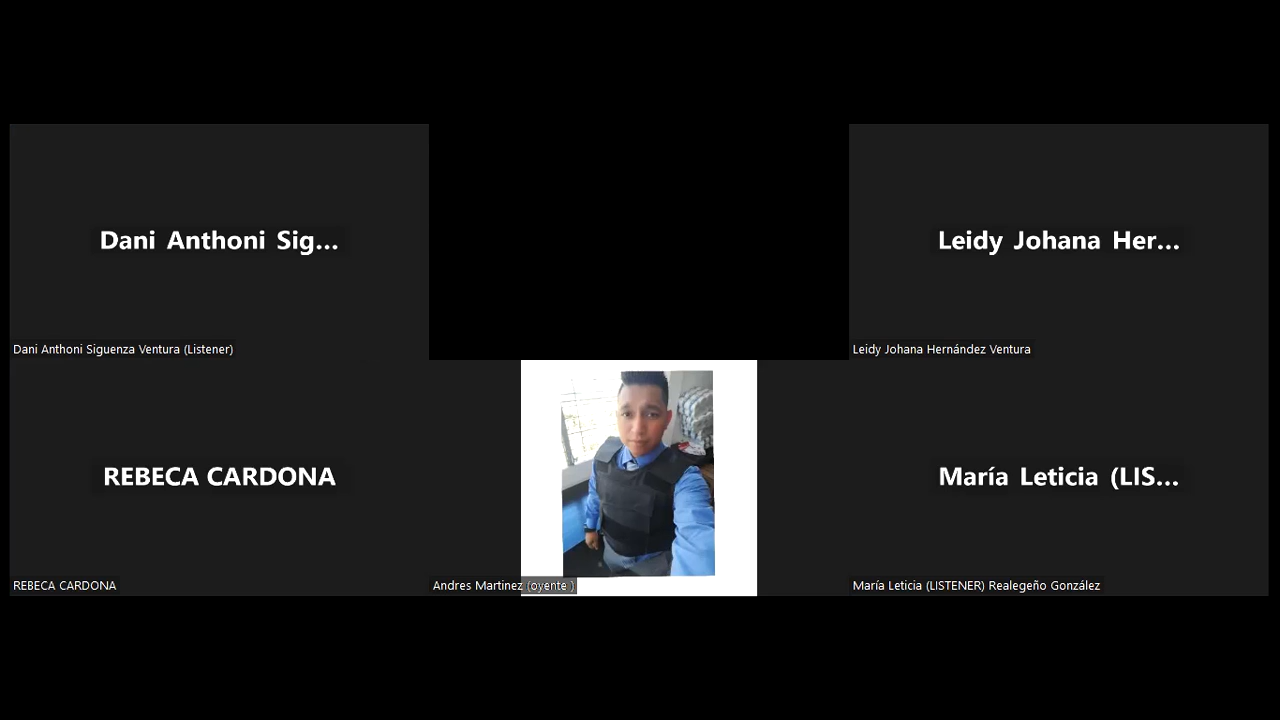 Dani Anthoni Sig...
Leidy Johana Her...
Dani Anthoni Siguenza Ventura (Listener)
Leidy Johana Hernández Ventura
REBECA CARDONA
María Leticia (LIS...
REBECA CARDONA
Andres Martinez (oyente )
María Leticia (LISTENER) Realegeño González